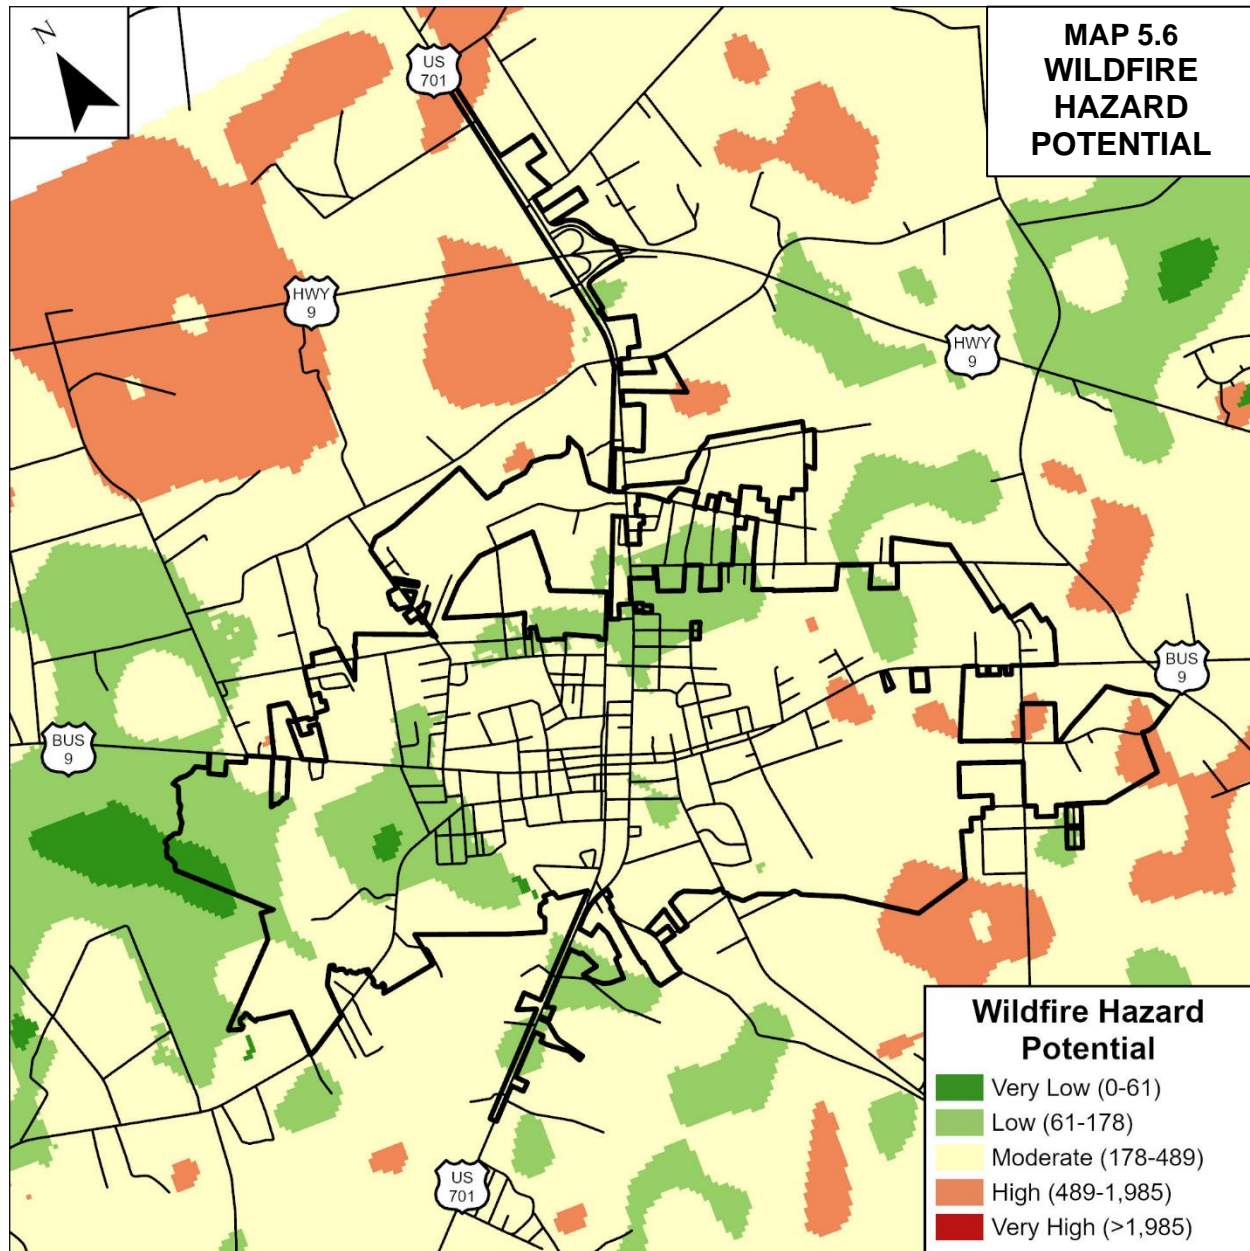 N
US
701
MAP 5.6
WILDFIRE
HAZARD
POTENTIAL
HWY
9
HWY
9
BUS
9
BUS
9
US
701
Wildfire Hazard
Potential
Very Low (0-61)
Low (61-178)
Moderate (178-489)
High (489-1,985)
Very High (>1,985)